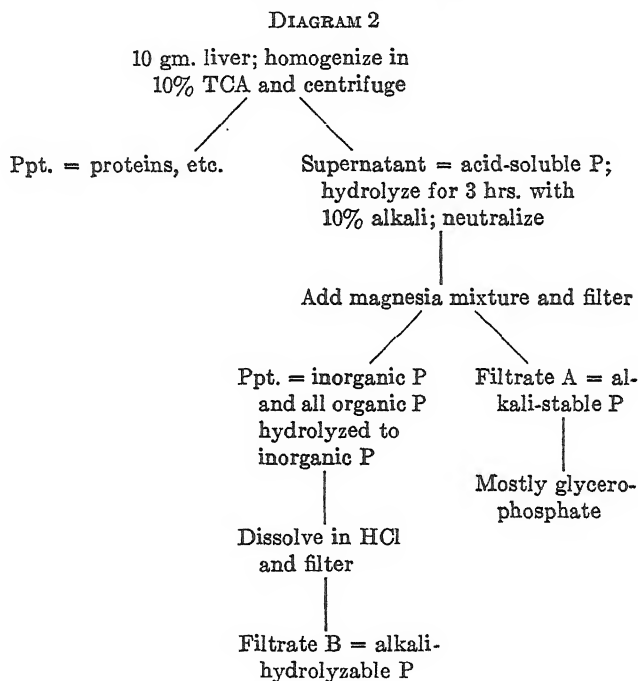 DIAGRAM 2
10 gm. liver; homogenize in
10% TCA and centrifuge
Ppt. = proteins, etc.
Supernatant = acid-soluble P;
hydrolyze for 3 hrs. with
10% alkali; neutralize
Add magnesia mixture and filter
Ppt. = inorganic P
and all organic P
hydrolyzed to
inorganic P
Filtrate A = al-
kali-stable P
Mostly glycero-
phosphate
Dissolve in HCl
and filter
Filtrate B = alkali-
hydrolyzable P